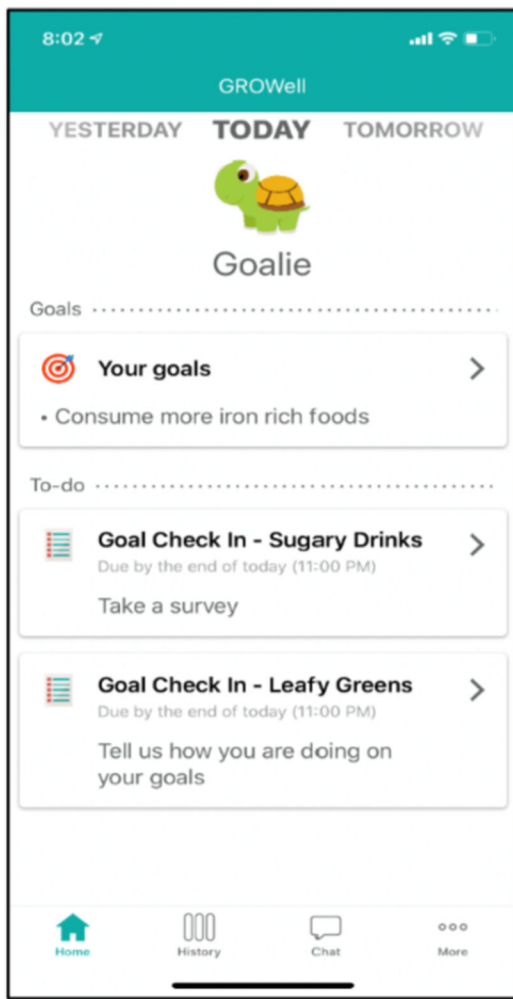 8:02
GROWell
YESTERDAY TODAY TOMORROW
Goalie
Goals
Your goals
• Consume more iron rich foods
To-do
Goal Check In - Sugary Drinks
Due by the end of today (11:00 PM)
Take a survey
Goal Check In - Leafy Greens
Due by the end of today (11:00 PM)
Tell us how you are doing on
your goals
Home History Chat More